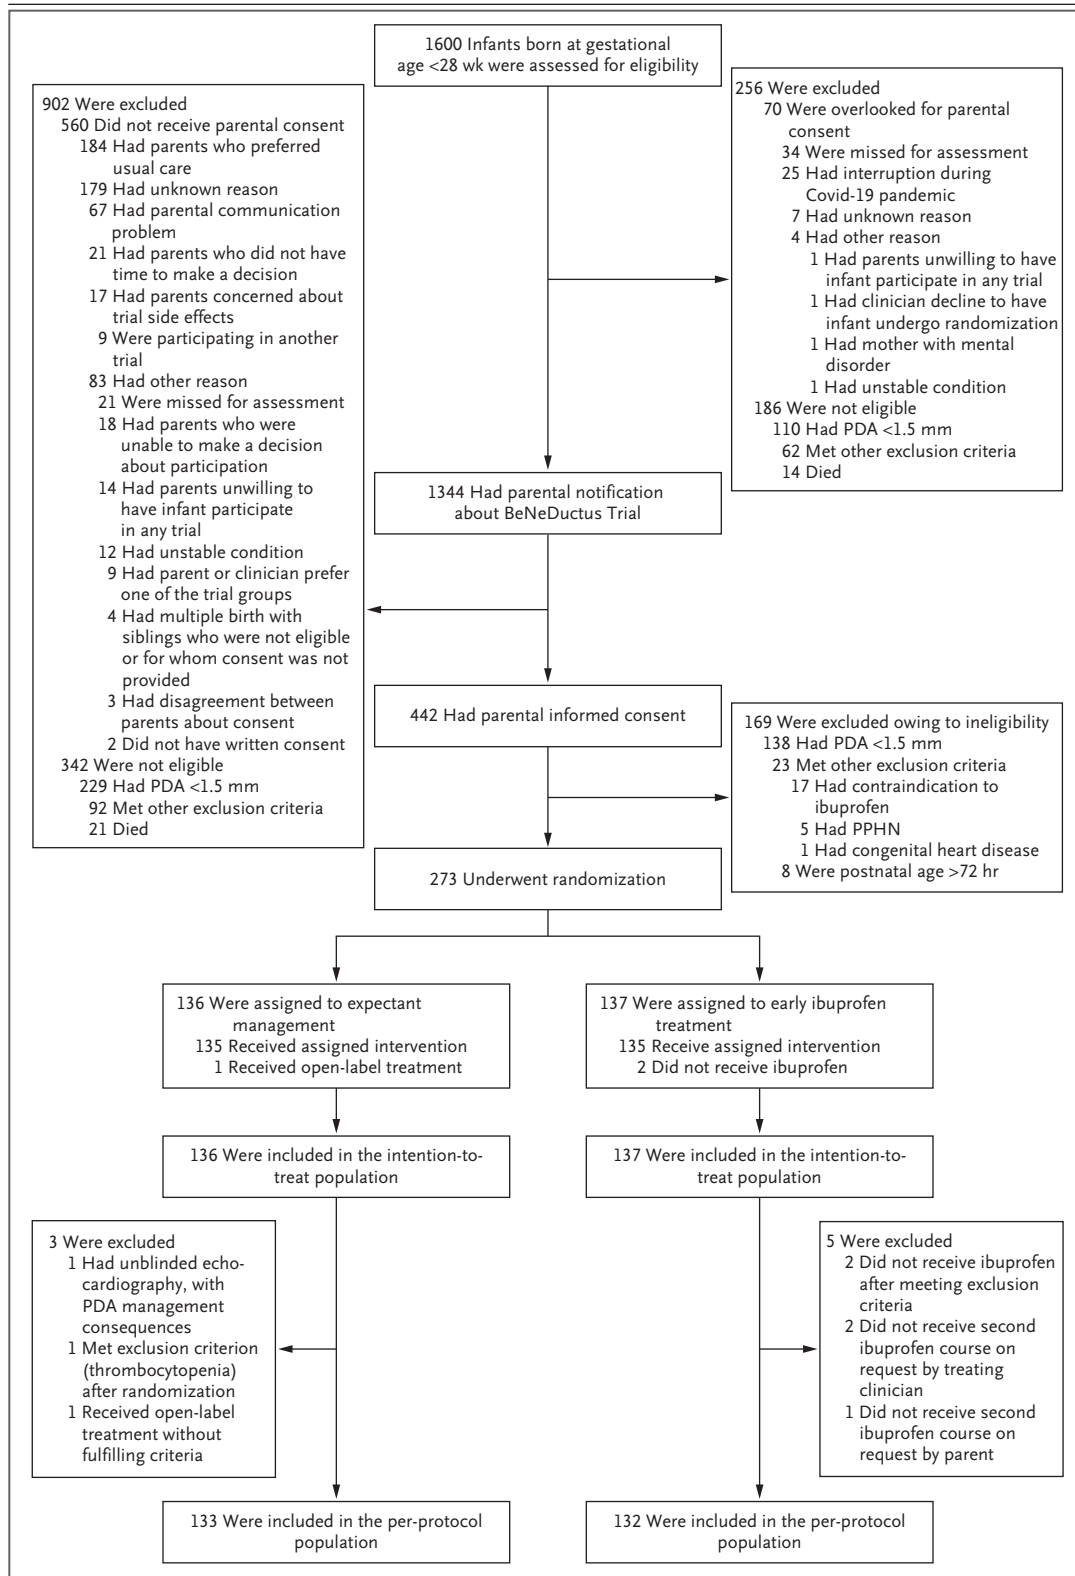 1600 Infants born at gestational
age <28 wk were assessed for eligibility
902 Were excluded
560 Did not receive parental consent
184 Had parents who preferred
usual care
179 Had unknown reason
67 Had parental communication
problem
21 Had parents who did not have
time to make a decision
17 Had parents concerned about
trial side effects
9 Were participating in another
trial
83 Had other reason
21 Were missed for assessment
18 Had parents who were
unable to make a decision
about participation
14 Had parents unwilling to
have infant participate
in any trial
12 Had unstable condition
9 Had parent or clinician prefer
one of the trial groups
4 Had multiple birth with
siblings who were not eligible
or for whom consent was not
provided
3 Had disagreement between
parents about consent
2 Did not have written consent
342 Were not eligible
229 Had PDA <1.5 mm
92 Met other exclusion criteria
21 Died
256 Were excluded
70 Were overlooked for parental
consent
34 Were missed for assessment
25 Had interruption during
Covid-19 pandemic
7 Had unknown reason
4 Had other reason
1 Had parents unwilling to have
infant participate in any trial
1 Had clinician decline to have
infant undergo randomization
1 Had mother with mental
disorder
1 Had unstable condition
186 Were not eligible
110 Had PDA <1.5 mm
62 Met other exclusion criteria
14 Died
1344 Had parental notification
about BeNeDuctus Trial
442 Had parental informed consent
169 Were excluded owing to ineligibility
138 Had PDA <1.5 mm
23 Met other exclusion criteria
17 Had contraindication to
ibuprofen
5 Had PPHN
1 Had congenital heart disease
8 Were postnatal age >72 hr
273 Underwent randomization
136 Were assigned to expectant
management
135 Received assigned intervention
1 Received open-label treatment
137 Were assigned to early ibuprofen
treatment
135 Receive assigned intervention
2 Did not receive ibuprofen
136 Were included in the intention-to-
treat population
137 Were included in the intention-to-
treat population
3 Were excluded
1 Had unblinded echo-
cardiography, with
PDA management
consequences
1 Met exclusion criterion
(thrombocytopenia)
after randomization
1 Received open-label
treatment without
fulfilling criteria
5 Were excluded
2 Did not receive ibuprofen
after meeting exclusion
criteria
2 Did not receive second
ibuprofen course on
request by treating
clinician
1 Did not receive second
ibuprofen course on
request by parent
133 Were included in the per-protocol
population
132 Were included in the per-protocol
population